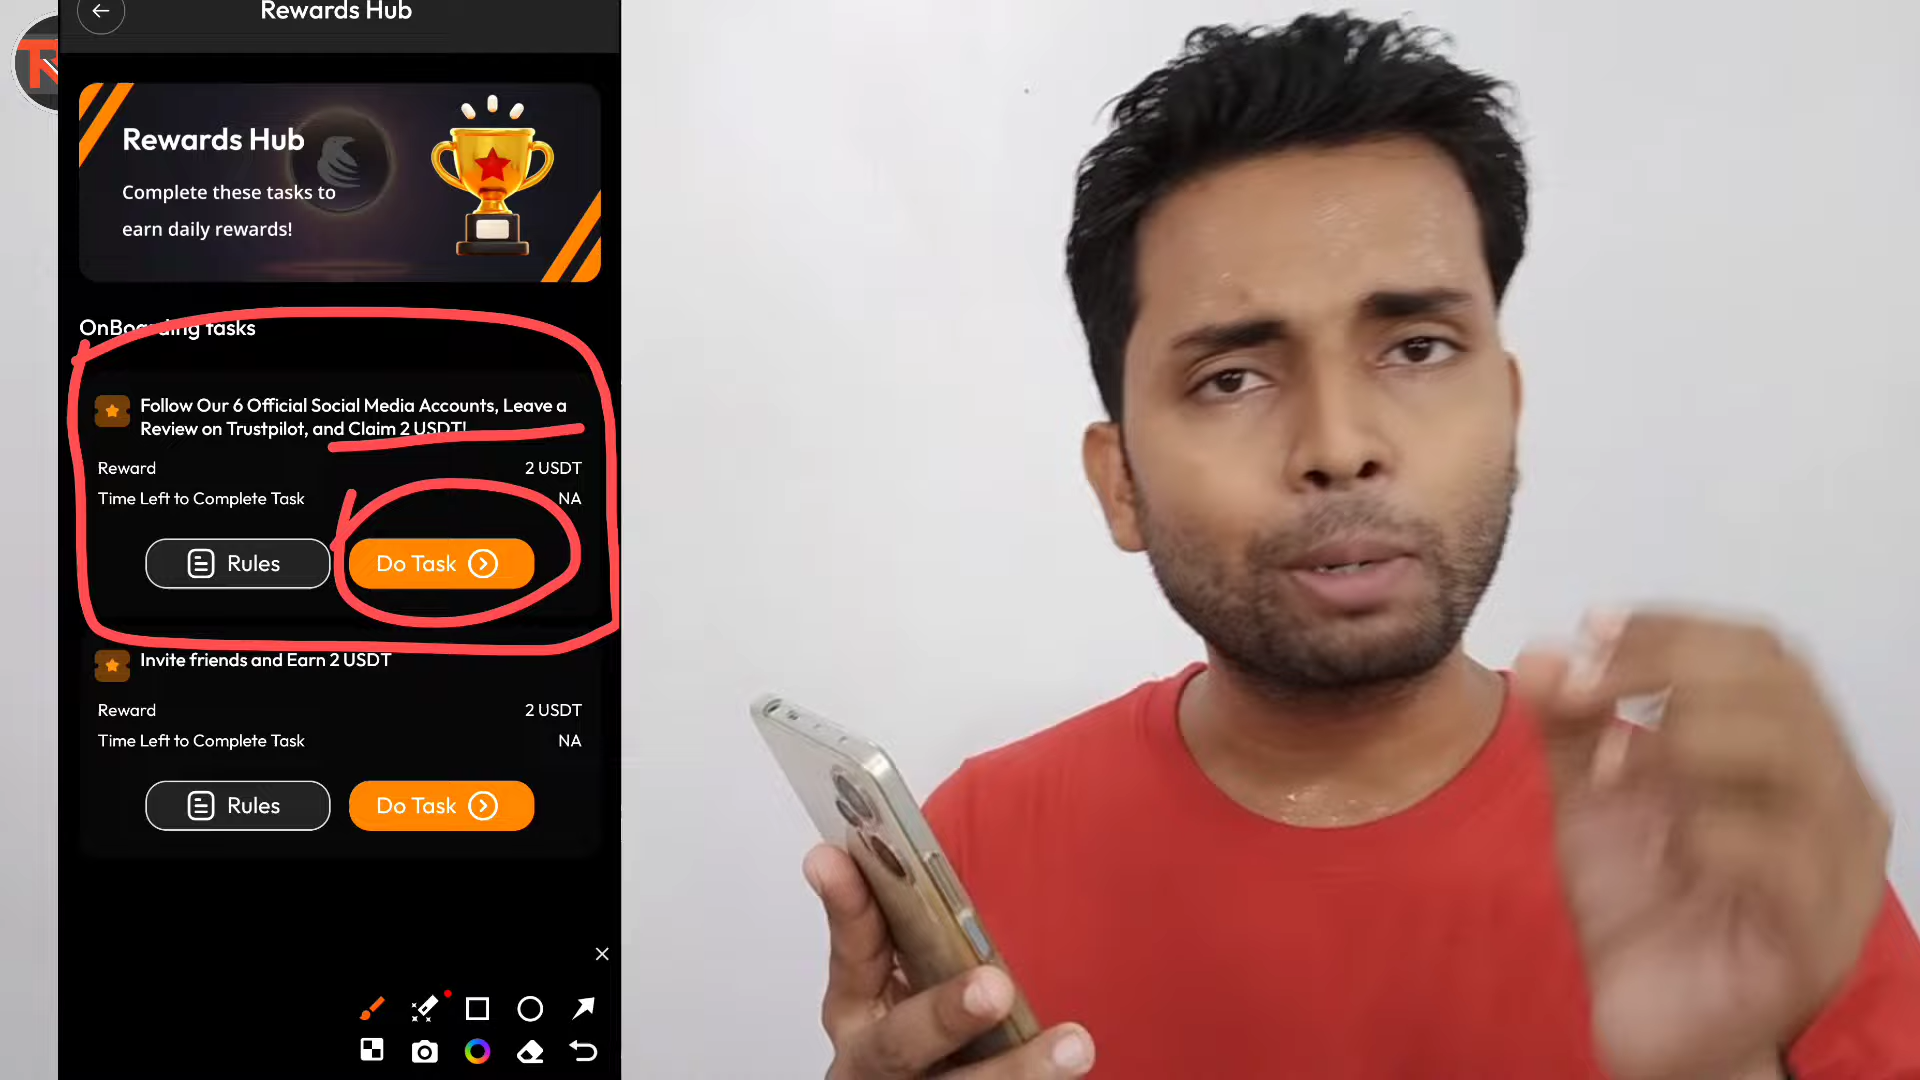 Rewards Hub
Rewards Hub
Complete these tasks to
earn daily rewards!
OnBoarding tasks
Follow Our 6 Official Social Media Accounts, Leave a
Review on Trustpilot, and Claim 2 USDT!
Reward 2 USDT
Time Left to Complete Task NA
Rules Do Task
Invite friends and Earn 2 USDT
Reward 2 USDT
Time Left to Complete Task NA
Rules Do Task